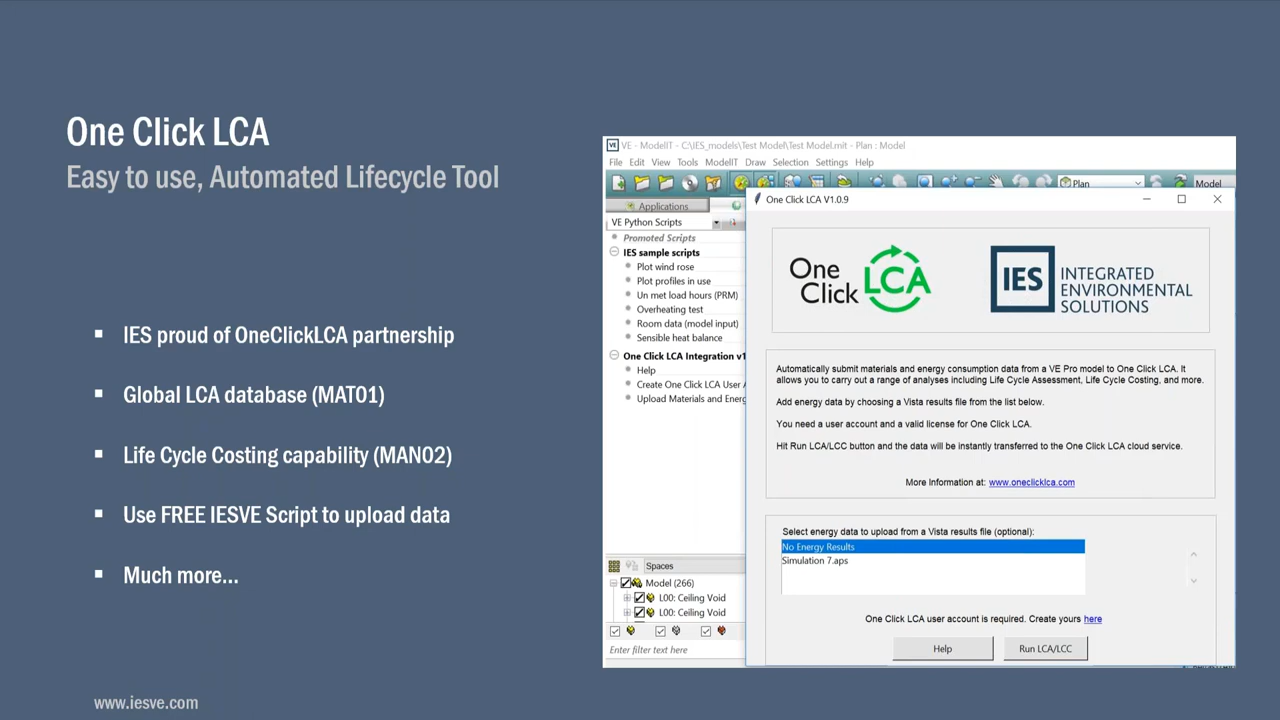 One Click LCA
Easy to use, Automated Lifecycle Tool
▪ IES proud of OneClickLCA partnership
▪ Global LCA database (MAT01)
▪ Life Cycle Costing capability (MAN02)
▪ Use FREE IESVE Script to upload data
▪ Much more...
www.iesve.com
VE - ModelIT - C:\IES_models\Test Model\Test Model.mit - Plan : Model
File Edit View Tools ModelIT Draw Selection Settings Help
Plan
Model
Applications
VE Python Scripts
Promoted Scripts
IES sample scripts
Plot wind rose
Plot profiles in use
Un met load hours (PRM)
Overheating test
Room data (model input)
Sensible heat balance
One Click LCA Integration v1
Help
Create One Click LCA User
Upload Materials and Energ
Spaces
Model (266)
L00: Ceiling Void
L00: Ceiling Void
Enter filter text here
One Click LCA V1.0.9
One
Click
LCA
IES
INTEGRATED
ENVIRONMENTAL
SOLUTIONS
Automatically submit materials and energy consumption data from a VE Pro model to One Click LCA. It
allows you to carry out a range of analyses including Life Cycle Assessment, Life Cycle Costing, and more.
Add energy data by choosing a Vista results file from the list below.
You need a user account and a valid license for One Click LCA.
Hit Run LCA/LCC button and the data will be instantly transferred to the One Click LCA cloud service.
More Information at: www.oneclicklca.com
Select energy data to upload from a Vista results file (optional):
No Energy Results
Simulation 7.aps
One Click LCA user account is required. Create yours here
Help
Run LCA/LCC